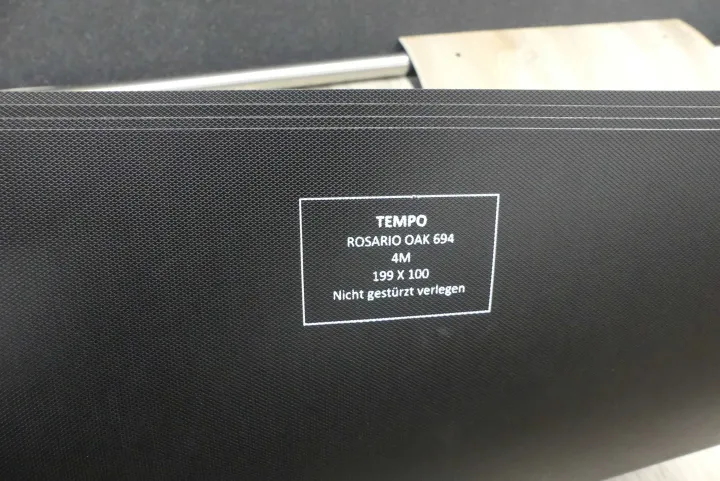 TEMPO
ROSARIO OAK 694
4M
199 X 100
Nicht gestürzt verlegen